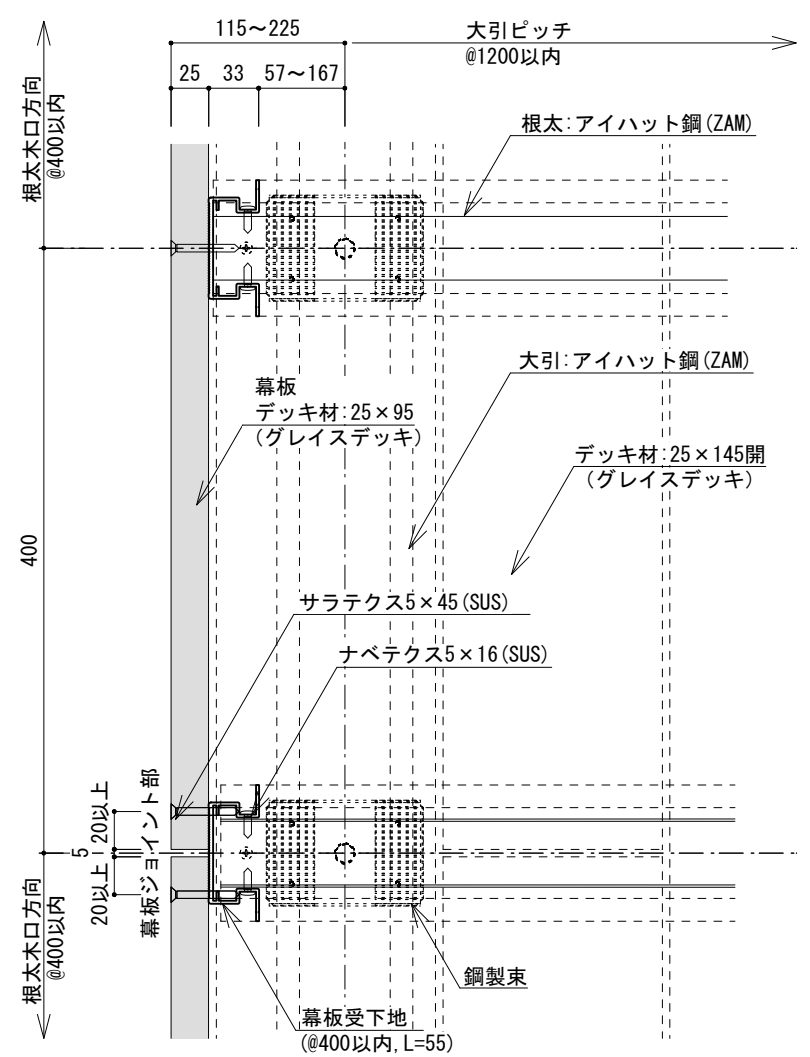 115～225
大引ピッチ
@1200以内
25
33
57～167
根太木口方向
@400以内
根太:アイハット鋼(ZAM)
大引:アイハット鋼(ZAM)
幕板
デッキ材:25×95
(グレイスデッキ)
デッキ材:25×145開
(グレイスデッキ)
400
サラテクス5×45(SUS)
ナベテクス5×16(SUS)
20以上
5
20以上
幕板ジョイント部
根太木口方向
@400以内
鋼製束
幕板受下地
(@400以内, L=55)